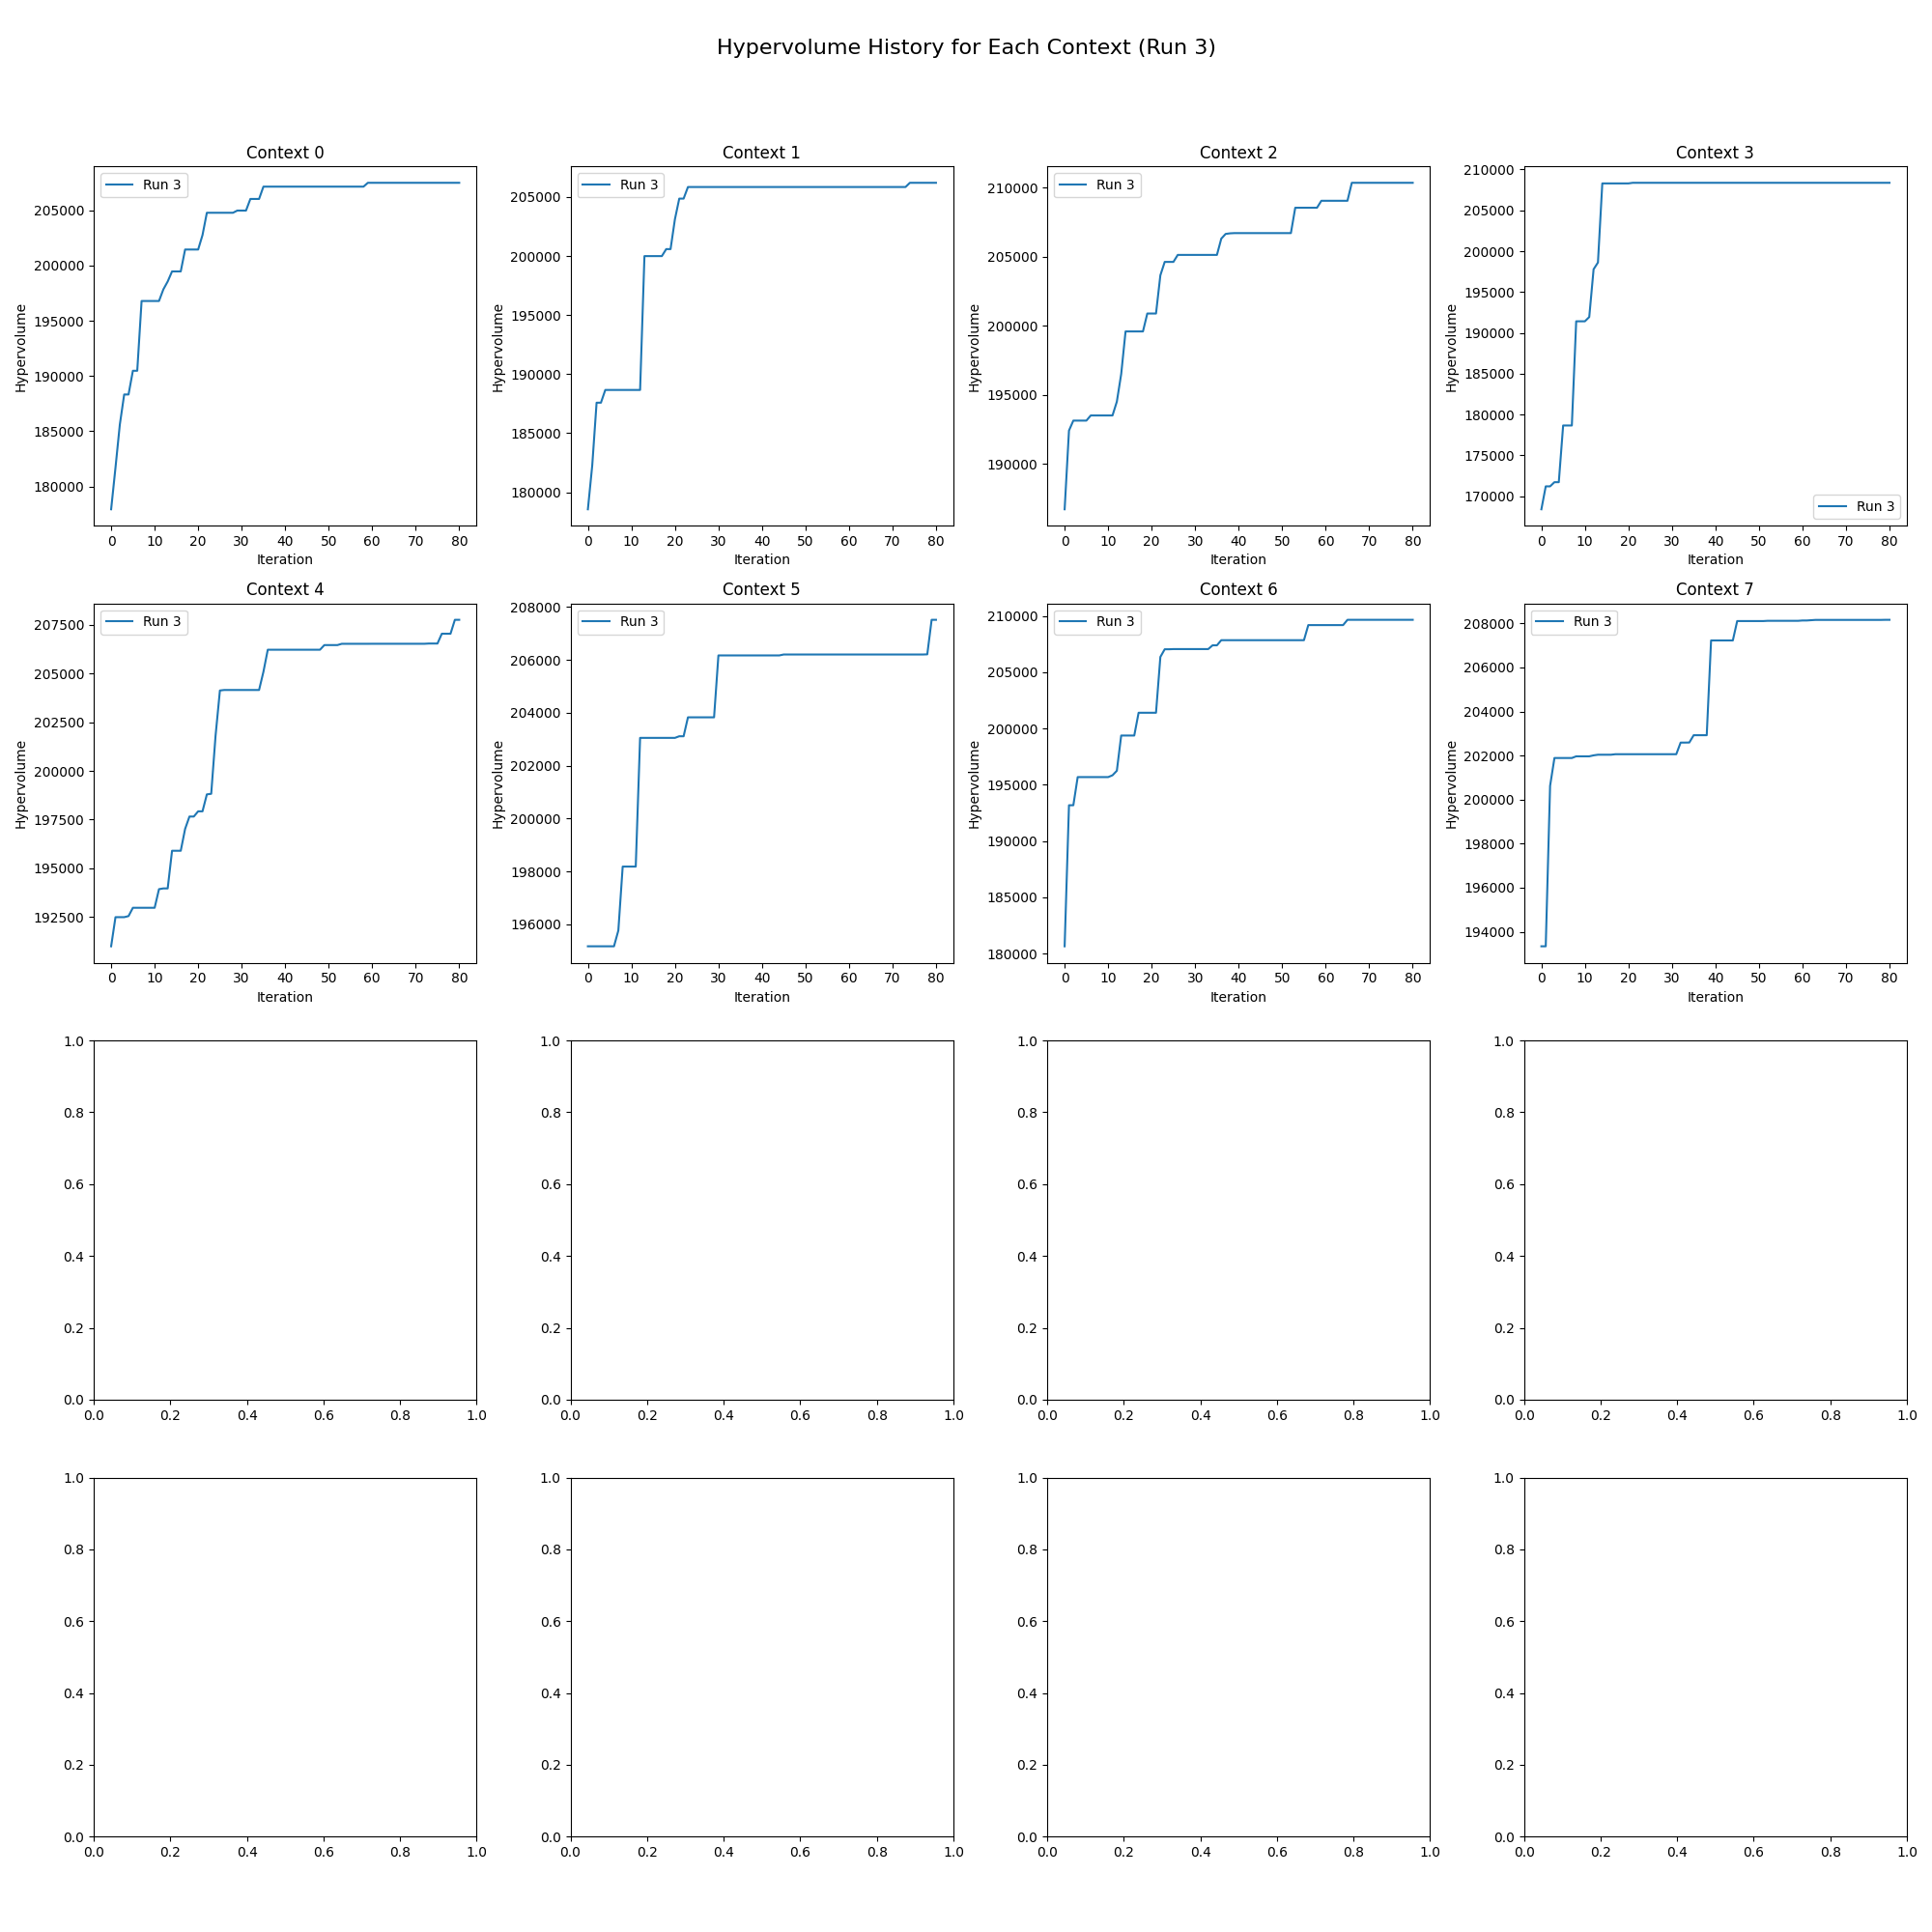 Hypervolume History for Each Context (Run 3)
Context 0
Run 3
205000
200000
195000
190000
185000
180000
Hypervolume
0 10 20 30 40 50 60 70 80
Iteration
Context 1
Run 3
205000
200000
195000
190000
185000
180000
Hypervolume
0 10 20 30 40 50 60 70 80
Iteration
Context 2
Run 3
210000
205000
200000
195000
190000
Hypervolume
0 10 20 30 40 50 60 70 80
Iteration
Context 3
210000
205000
200000
195000
190000
185000
180000
175000
170000
Hypervolume
Run 3
0 10 20 30 40 50 60 70 80
Iteration
Context 4
Run 3
207500
205000
202500
200000
197500
195000
192500
Hypervolume
0 10 20 30 40 50 60 70 80
Iteration
Context 5
Run 3
208000
206000
204000
202000
200000
198000
196000
Hypervolume
0 10 20 30 40 50 60 70 80
Iteration
Context 6
Run 3
210000
205000
200000
195000
190000
185000
180000
Hypervolume
0 10 20 30 40 50 60 70 80
Iteration
Context 7
Run 3
208000
206000
204000
202000
200000
198000
196000
194000
Hypervolume
0 10 20 30 40 50 60 70 80
Iteration
1.0
0.8
0.6
0.4
0.2
0.0
0.0 0.2 0.4 0.6 0.8 1.0
1.0
0.8
0.6
0.4
0.2
0.0
0.0 0.2 0.4 0.6 0.8 1.0
1.0
0.8
0.6
0.4
0.2
0.0
0.0 0.2 0.4 0.6 0.8 1.0
1.0
0.8
0.6
0.4
0.2
0.0
0.0 0.2 0.4 0.6 0.8 1.0
1.0
0.8
0.6
0.4
0.2
0.0
0.0 0.2 0.4 0.6 0.8 1.0
1.0
0.8
0.6
0.4
0.2
0.0
0.0 0.2 0.4 0.6 0.8 1.0
1.0
0.8
0.6
0.4
0.2
0.0
0.0 0.2 0.4 0.6 0.8 1.0
1.0
0.8
0.6
0.4
0.2
0.0
0.0 0.2 0.4 0.6 0.8 1.0